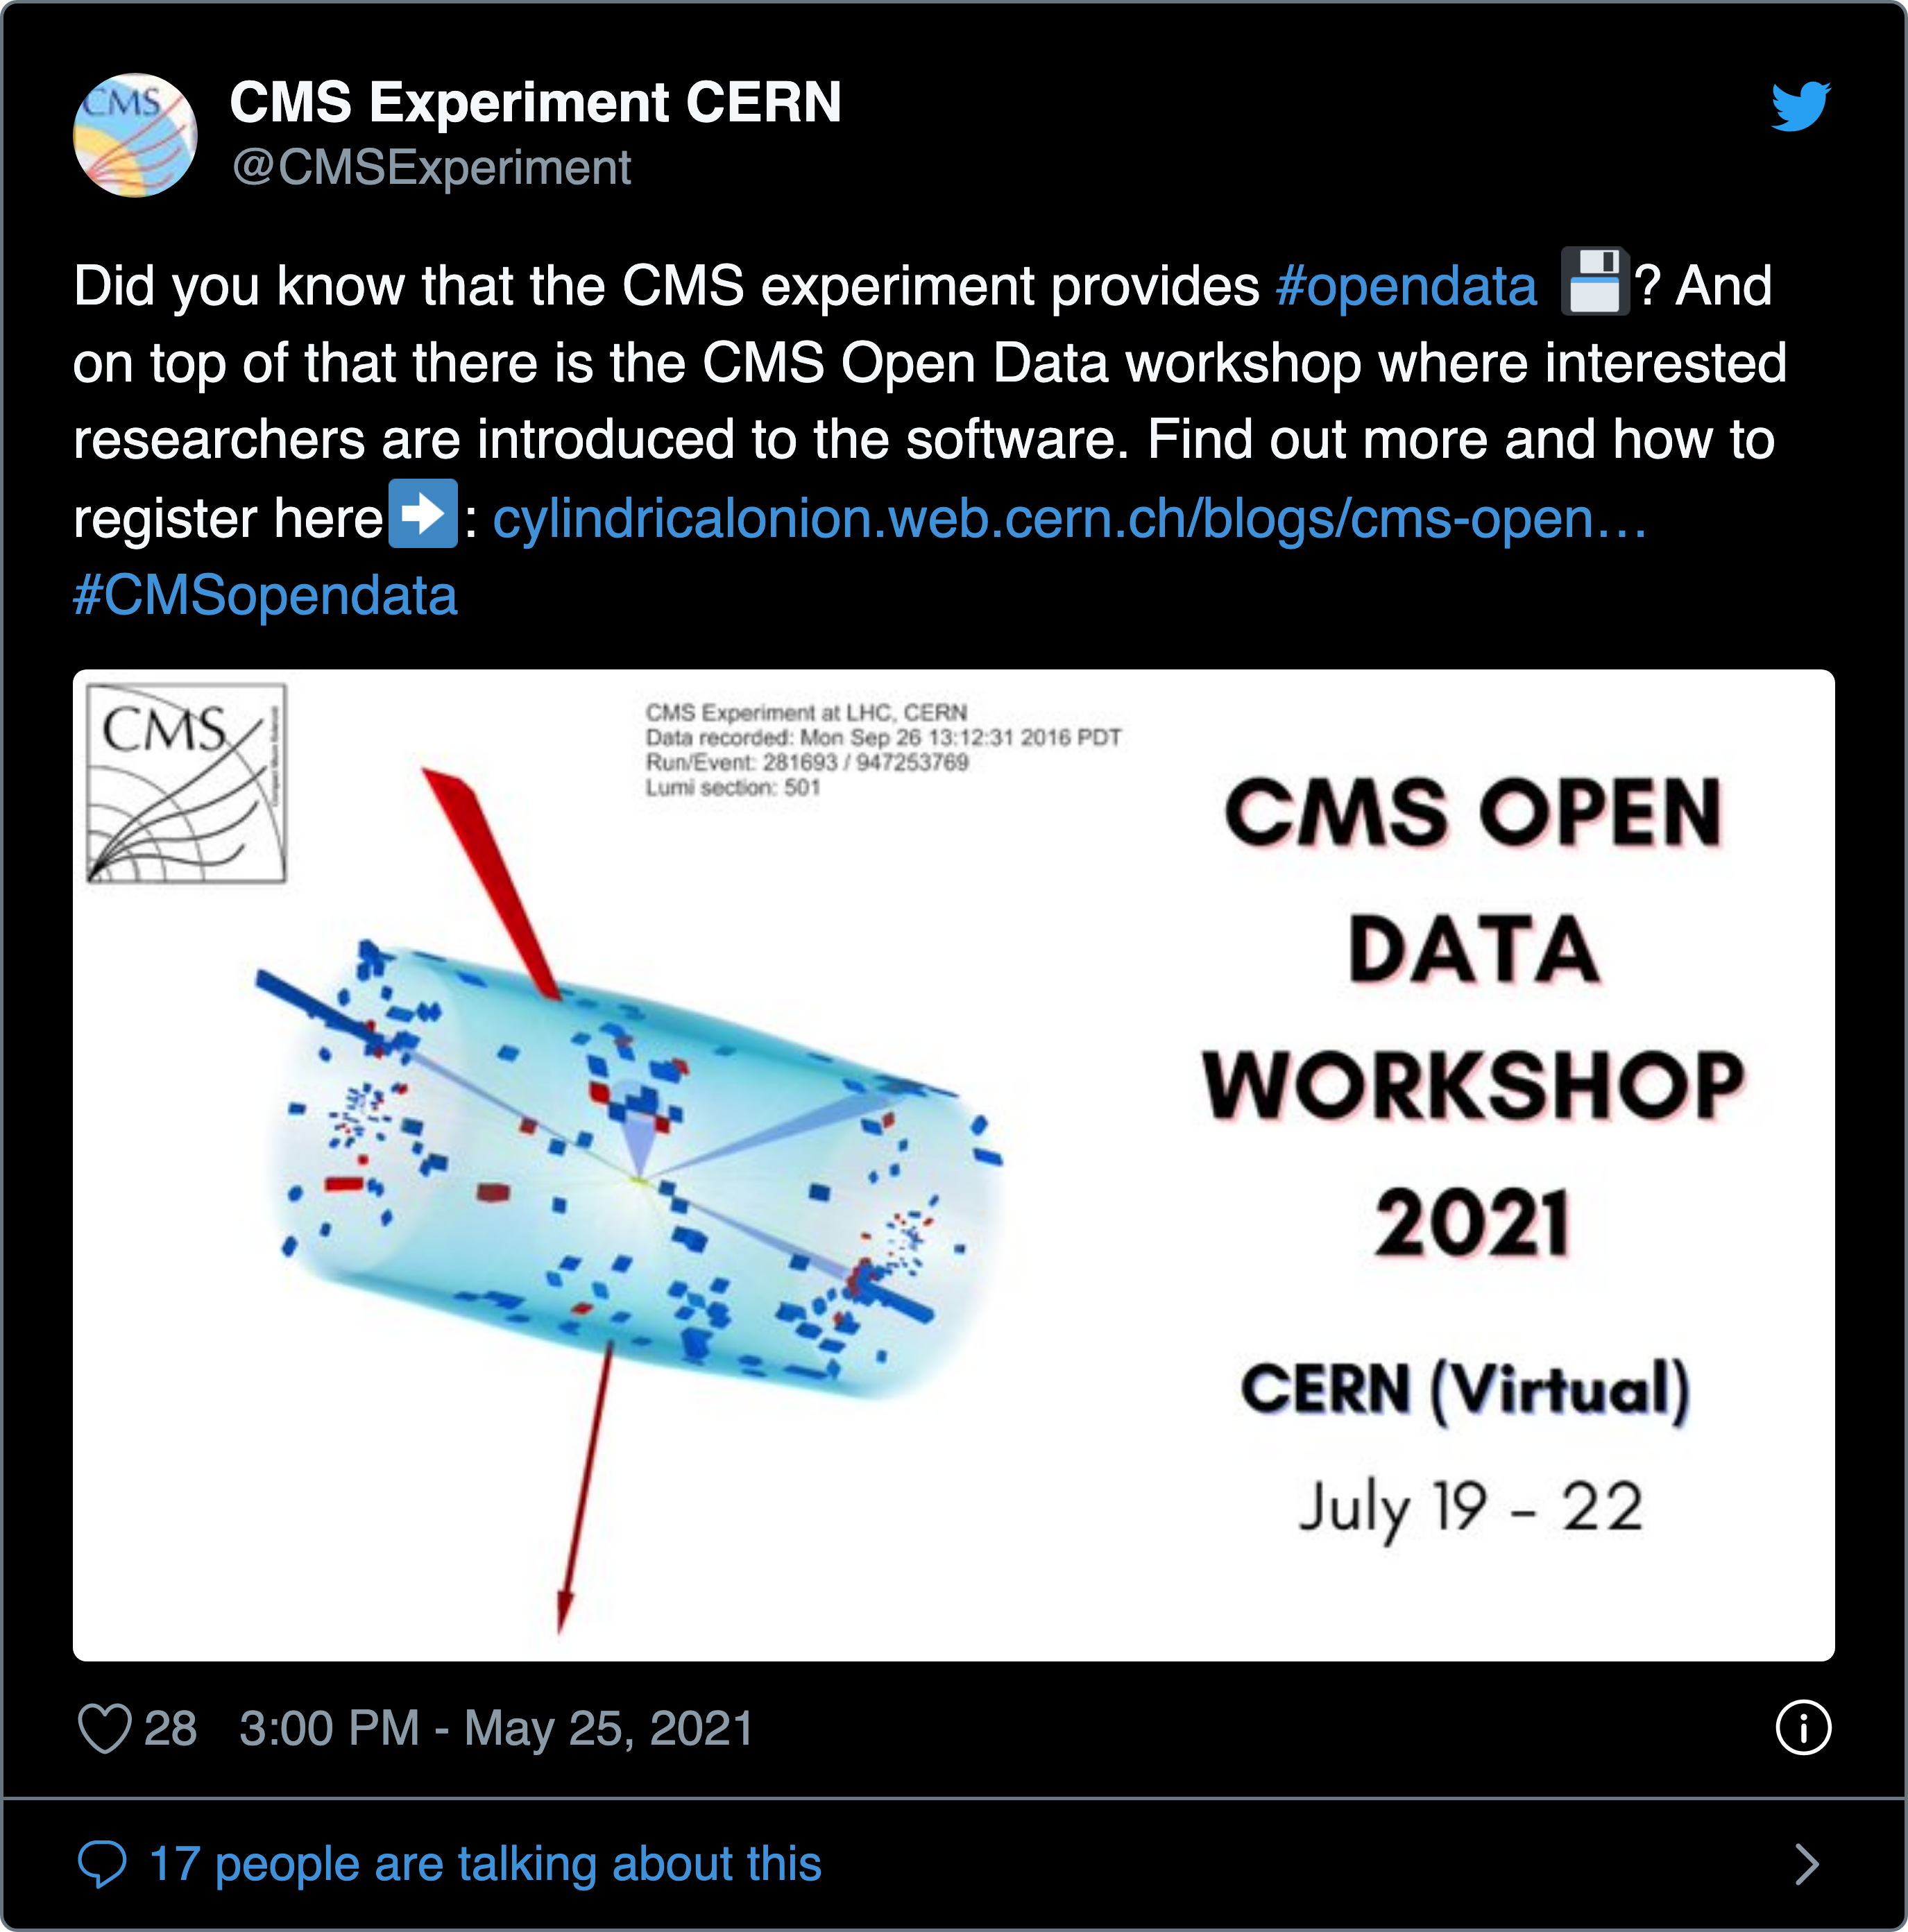 CMS
CMS Experiment CERN
@CMSExperiment
Did you know that the CMS experiment provides #opendata 💾? And
on top of that there is the CMS Open Data workshop where interested
researchers are introduced to the software. Find out more and how to
register here➡️: cylindricalonion.web.cern.ch/blogs/cms-open…
#CMSopendata
CMS
CMS Experiment at LHC, CERN
Data recorded: Mon Sep 26 13:12:31 2016 PDT
Run/Event: 281693 / 947253769
Lumi section: 501
CMS OPEN
DATA
WORKSHOP
2021
CERN (Virtual)
July 19 - 22
28 3:00 PM - May 25, 2021
17 people are talking about this